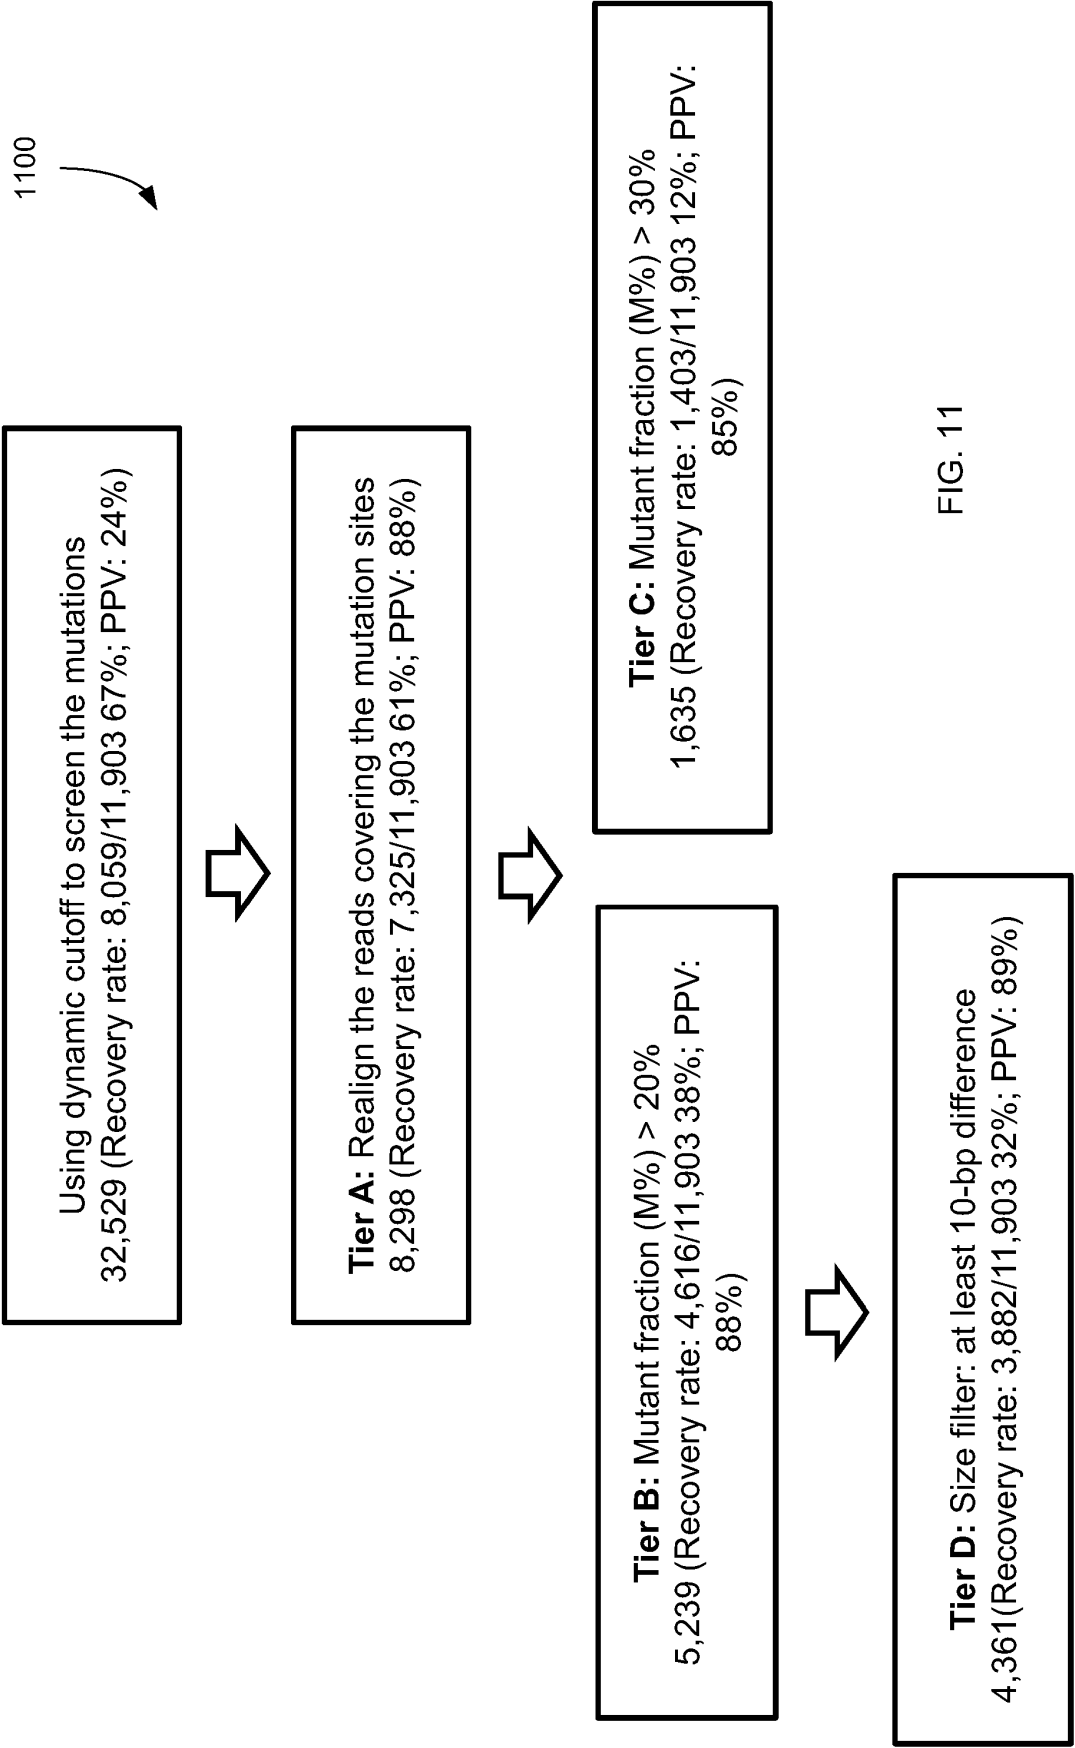 1100
Using dynamic cutoff to screen the mutations
32,529 (Recovery rate: 8,059/11,903 67%; PPV: 24%)
Tier A: Realign the reads covering the mutation sites
8,298 (Recovery rate: 7,325/11,903 61%; PPV: 88%)
Tier B: Mutant fraction (M%) > 20%
5,239 (Recovery rate: 4,616/11,903 38%; PPV:
88%)
Tier C: Mutant fraction (M%) > 30%
1,635 (Recovery rate: 1,403/11,903 12%; PPV:
85%)
Tier D: Size filter: at least 10-bp difference
4,361(Recovery rate: 3,882/11,903 32%; PPV: 89%)
FIG. 11